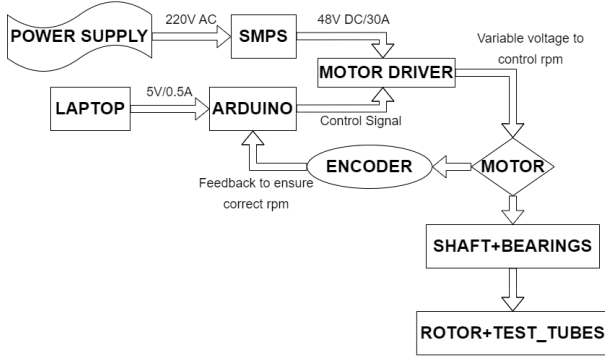 POWER SUPPLY
220V AC
SMPS
48V DC/30A
MOTOR DRIVER
Variable voltage to
control rpm
LAPTOP
5V/0.5A
ARDUINO
Control Signal
ENCODER
MOTOR
Feedback to ensure
correct rpm
SHAFT+BEARINGS
ROTOR+TEST_TUBES